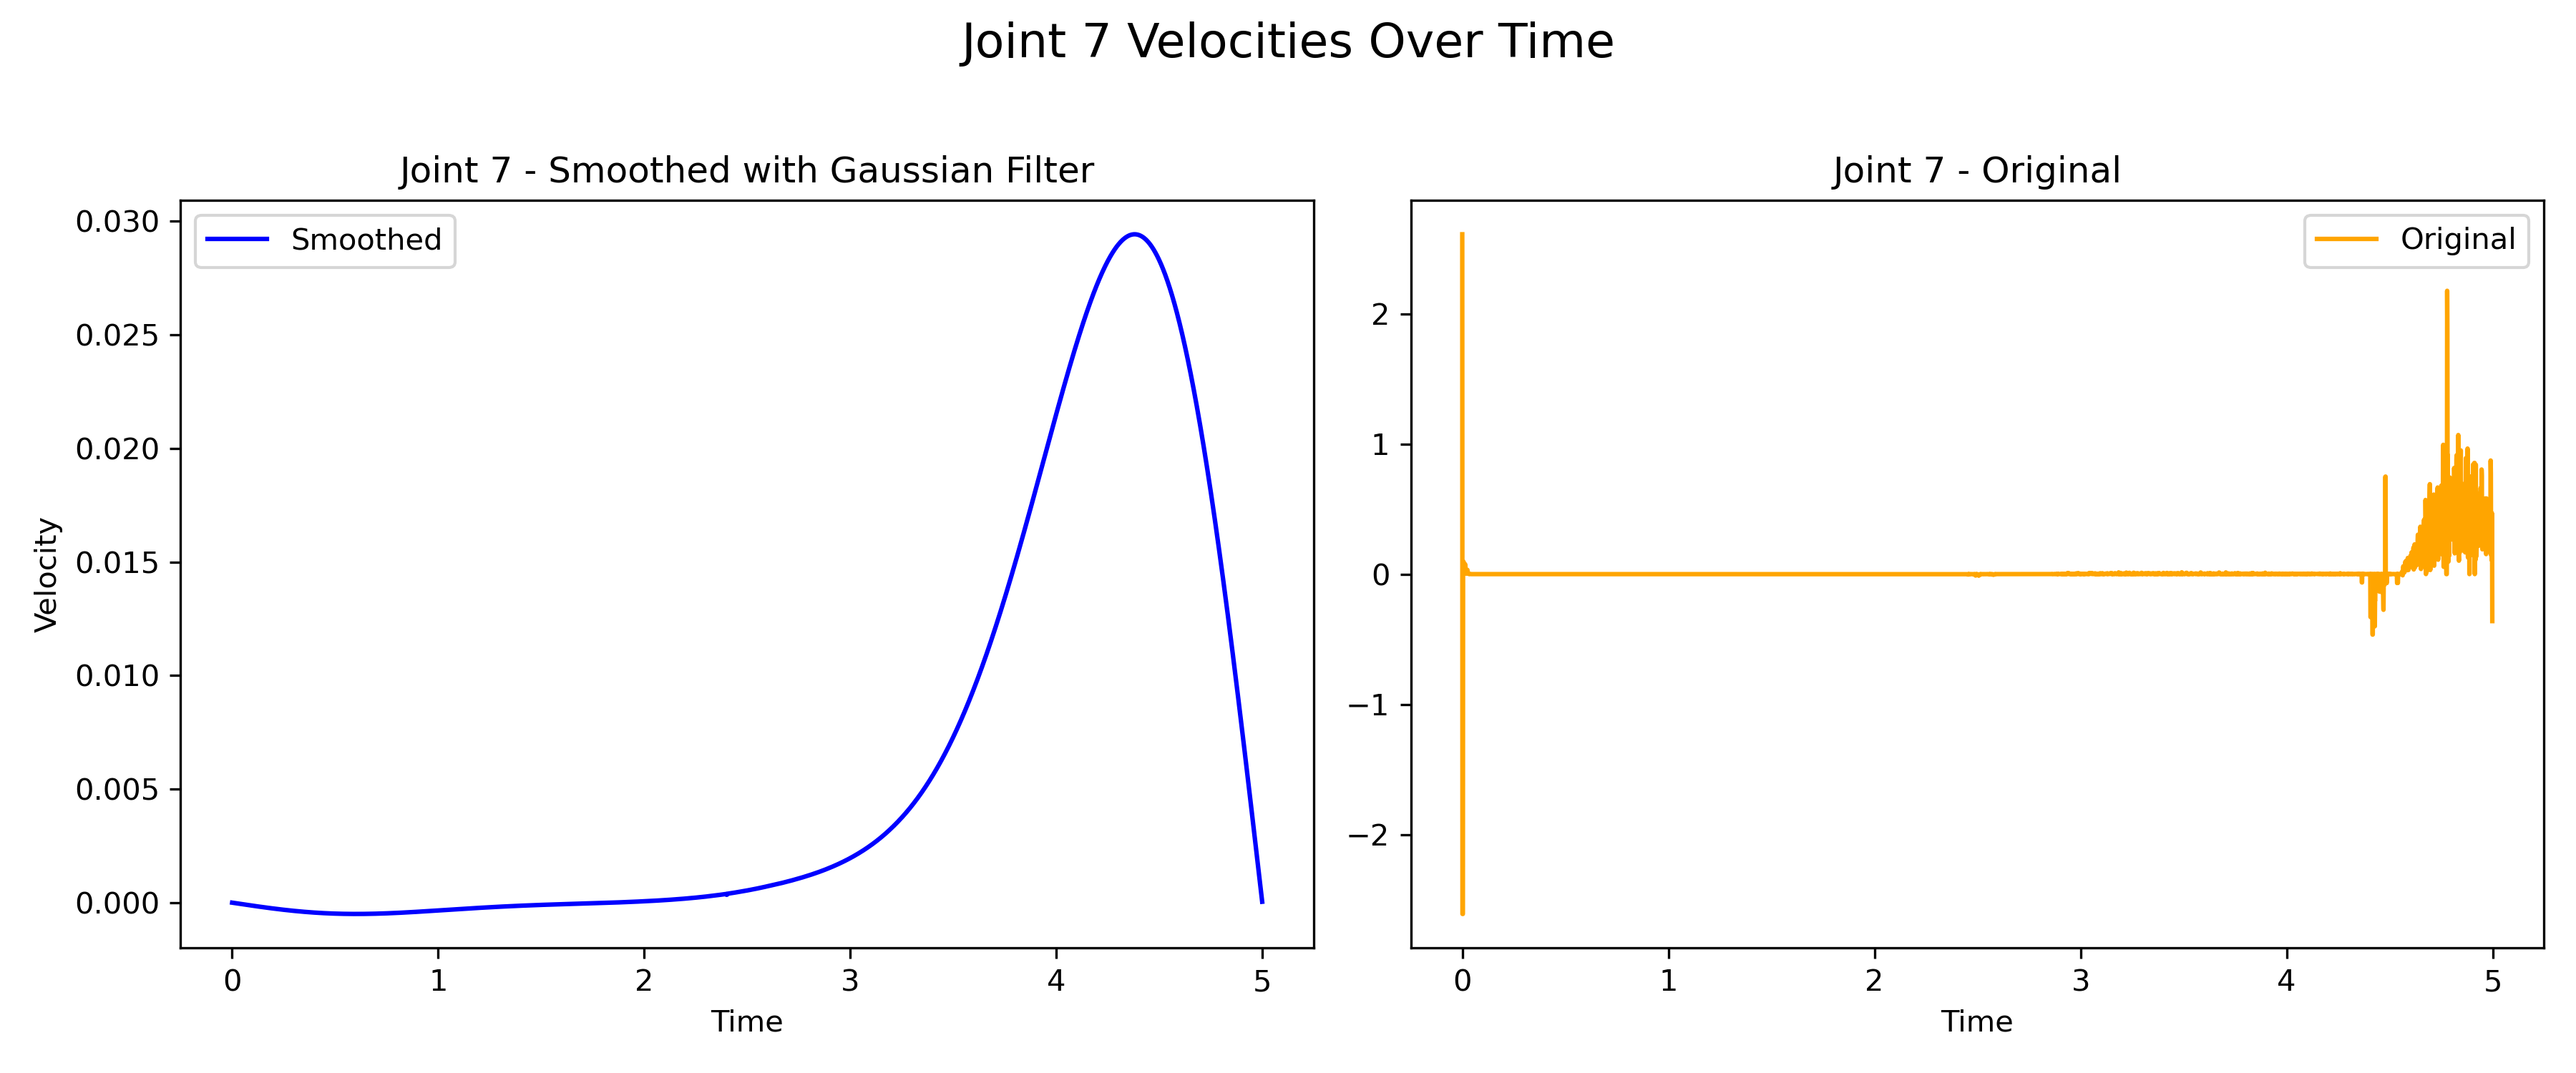 Joint 7 Velocities Over Time
Joint 7 - Smoothed with Gaussian Filter
Smoothed
Velocity
0.030
0.025
0.020
0.015
0.010
0.005
0.000
0 1 2 3 4 5
Time
Joint 7 - Original
Original
2
1
0
−1
−2
0 1 2 3 4 5
Time